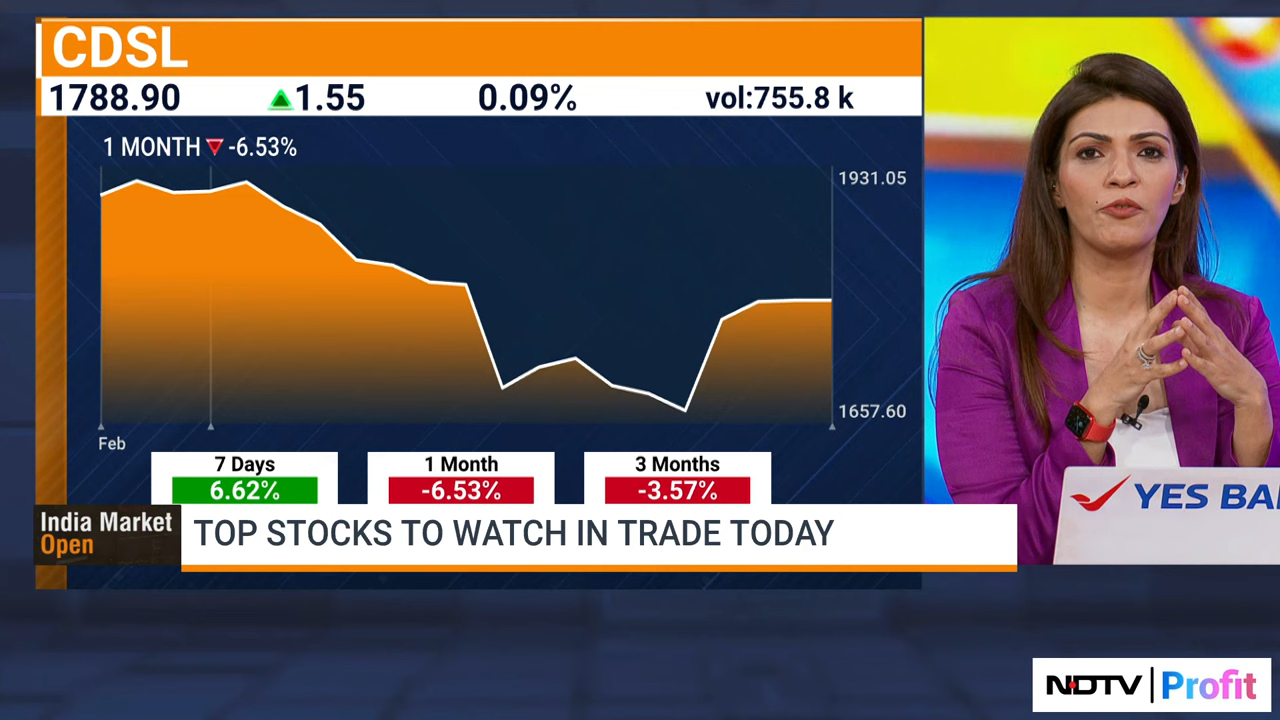 CDSL
1788.90 ▲1.55 0.09% vol:755.8 k
1 MONTH ▼ -6.53%
1931.05
1657.60
Feb
7 Days 1 Month 3 Months
6.62% -6.53% -3.57%
India Market
Open
TOP STOCKS TO WATCH IN TRADE TODAY
YES BA
NDTV | Profit